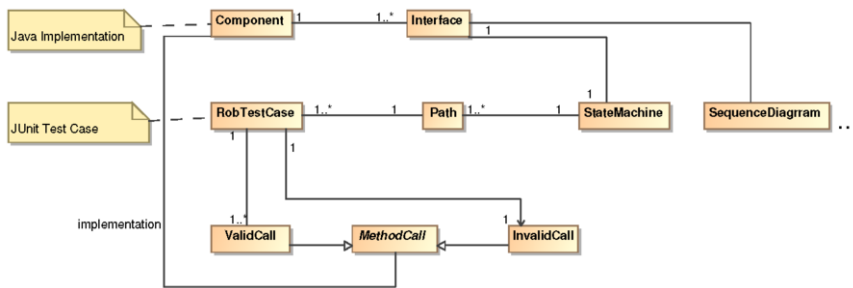 Java Implementation
Component
1
1..*
Interface
1
JUnit Test Case
RobTestCase
1..*
1
Path
1..*
1
1
StateMachine
SequenceDiagrram
..
1
1
implementation
1..*
ValidCall
MethodCall
1
InvalidCall